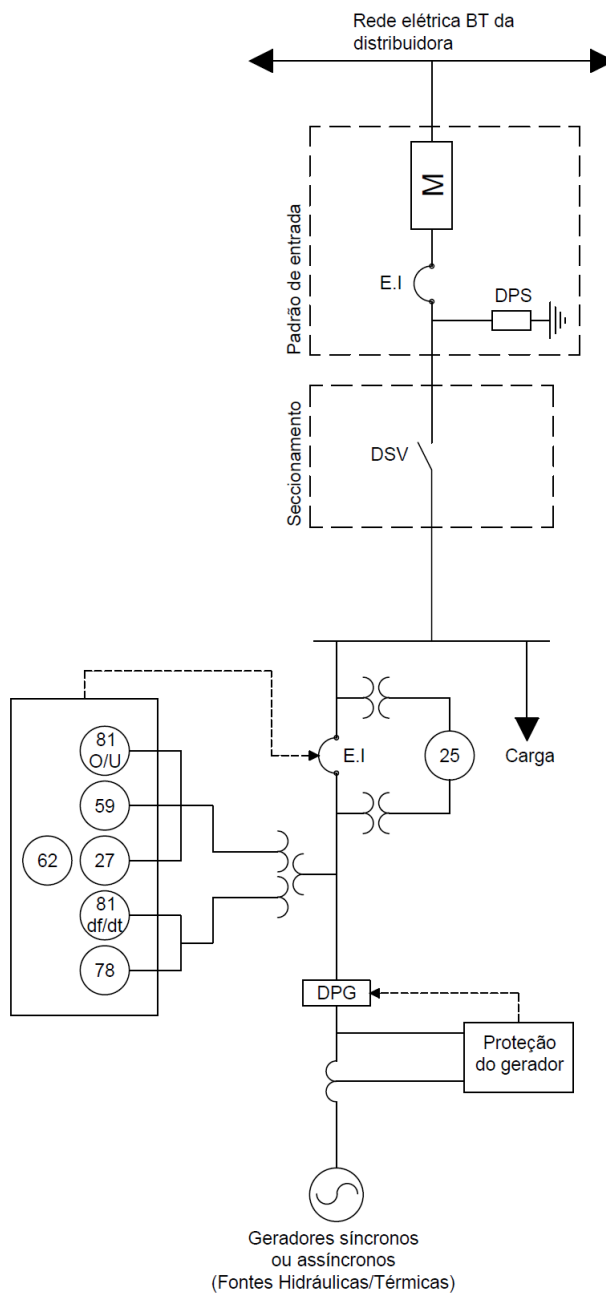 Rede elétrica BT da
distribuidora
Padrão de entrada
M
E.I
DPS
Seccionamento
DSV
81
O/U
59
62
27
81
df/dt
78
E.I
25
Carga
DPG
Proteção
do gerador
Geradores síncronos
ou assíncronos
(Fontes Hidráulicas/Térmicas)